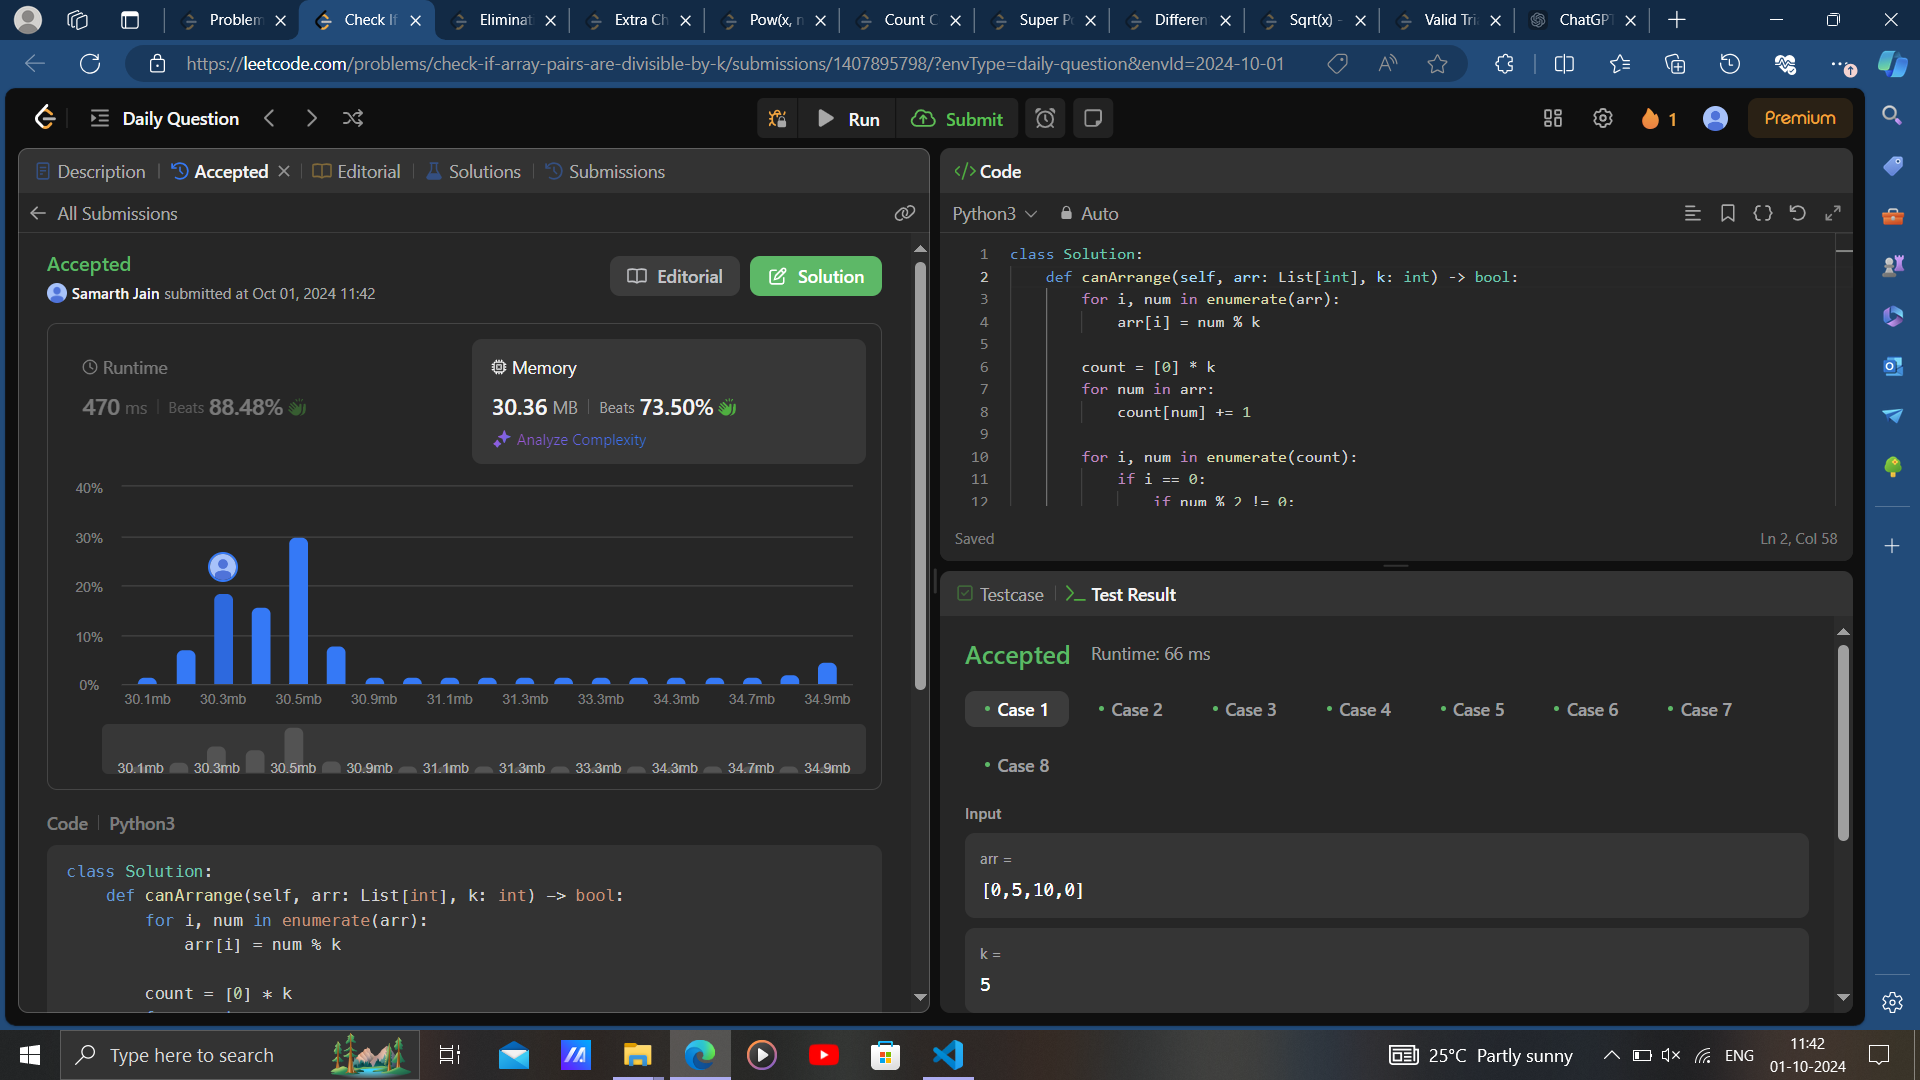 Problem
Check If
Eliminat
Extra Ch
Pow(x, n
Count C
Super P
Differen
Sqrt(x) -
Valid Tri
ChatGPT
https://leetcode.com/problems/check-if-array-pairs-are-divisible-by-k/submissions/1407895798/?envType=daily-question&envId=2024-10-01
Daily Question
Run
Submit
1
Premium
Description
Accepted
Editorial
Solutions
Submissions
All Submissions
Accepted
Samarth Jain submitted at Oct 01, 2024 11:42
Editorial
Solution
Runtime
470 ms
Beats 88.48%
Memory
30.36 MB
Beats 73.50%
Analyze Complexity
40%
30%
20%
10%
0%
30.1mb 30.3mb 30.5mb 30.9mb 31.1mb 31.3mb 33.3mb 34.3mb 34.7mb 34.9mb
30.1mb 30.3mb 30.5mb 30.9mb 31.1mb 31.3mb 33.3mb 34.3mb 34.7mb 34.9mb
Code
Python3
class Solution:
def canArrange(self, arr: List[int], k: int) -> bool:
for i, num in enumerate(arr):
arr[i] = num % k
count = [0] * k
Code
Python3
Auto
1 class Solution:
2 def canArrange(self, arr: List[int], k: int) -> bool:
3 for i, num in enumerate(arr):
4 arr[i] = num % k
5
6 count = [0] * k
7 for num in arr:
8 count[num] += 1
9
10 for i, num in enumerate(count):
11 if i == 0:
12 if num % 2 != 0:
Saved
Ln 2, Col 58
Testcase
Test Result
Accepted
Runtime: 66 ms
Case 1
Case 2
Case 3
Case 4
Case 5
Case 6
Case 7
Case 8
Input
arr =
[0,5,10,0]
k =
5
Type here to search
25°C Partly sunny
ENG
11:42
01-10-2024